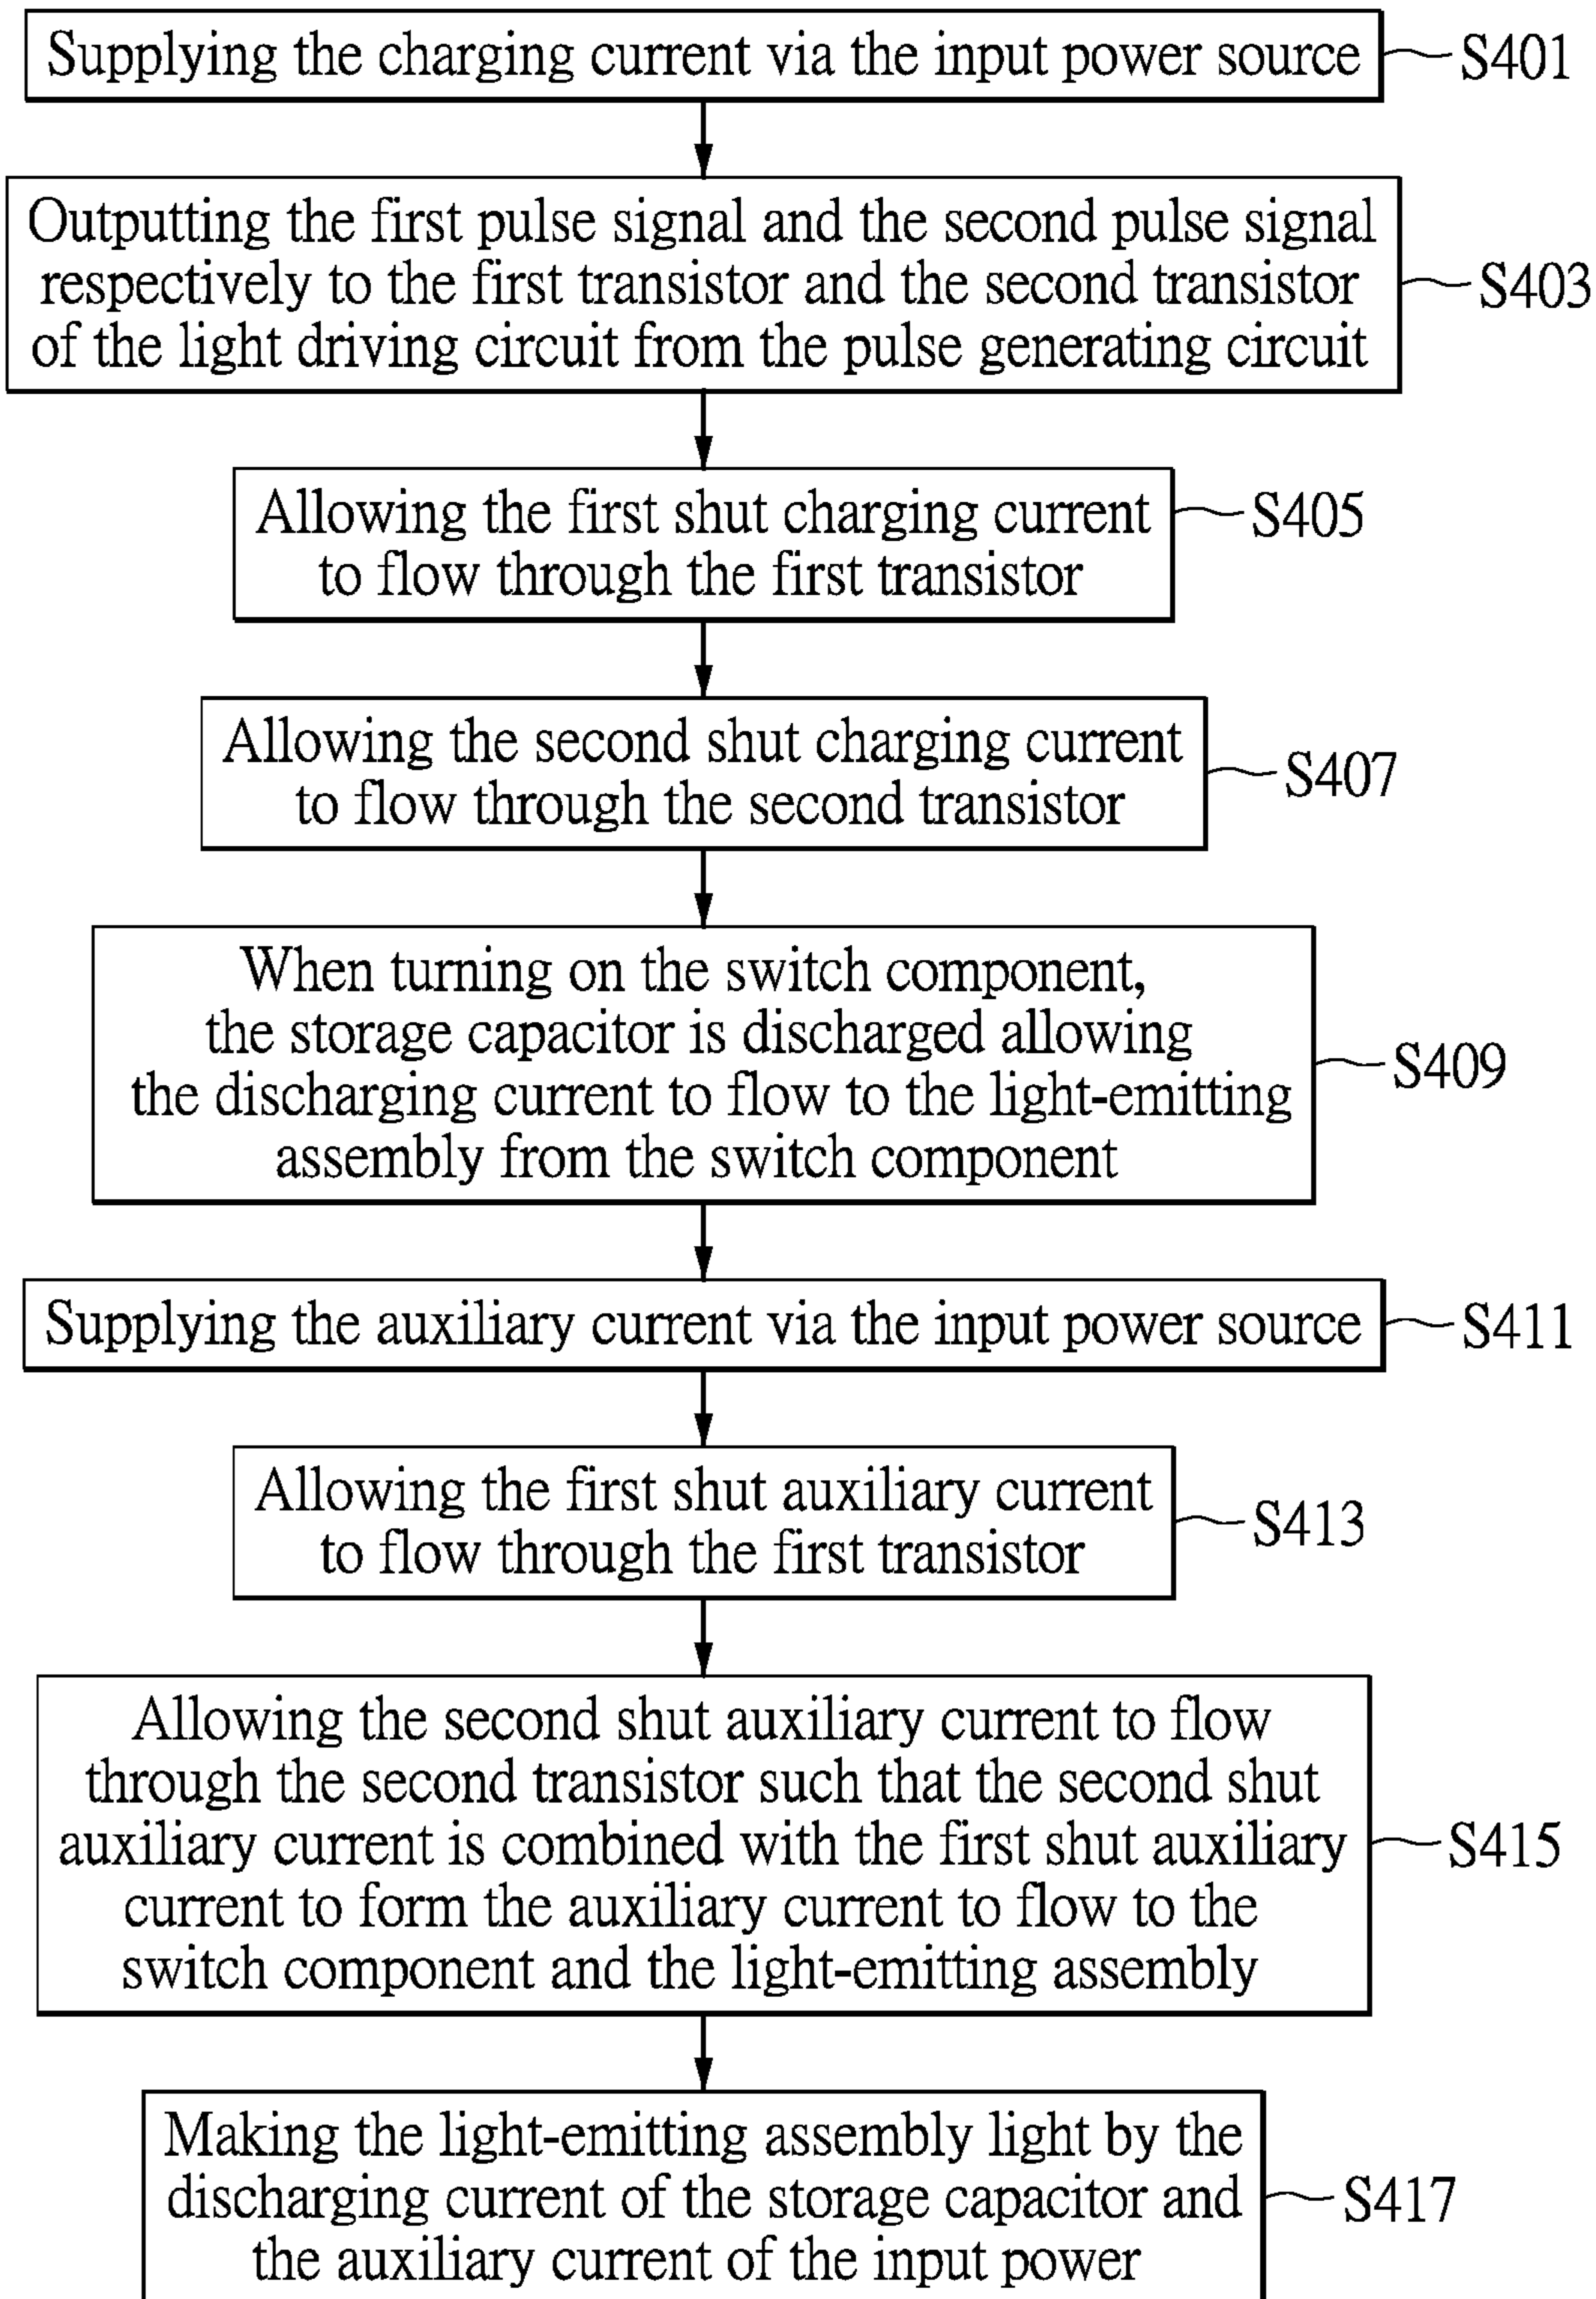 Supplying the charging current via the input power source
S401
Outputting the first pulse signal and the second pulse signal
respectively to the first transistor and the second transistor
of the light driving circuit from the pulse generating circuit
S403
Allowing the first shut charging current
to flow through the first transistor
S405
Allowing the second shut charging current
to flow through the second transistor
S407
When turning on the switch component,
the storage capacitor is discharged allowing
the discharging current to flow to the light-emitting
assembly from the switch component
S409
Supplying the auxiliary current via the input power source
S411
Allowing the first shut auxiliary current
to flow through the first transistor
S413
Allowing the second shut auxiliary current to flow
through the second transistor such that the second shut
auxiliary current is combined with the first shut auxiliary
current to form the auxiliary current to flow to the
switch component and the light-emitting assembly
S415
Making the light-emitting assembly light by the
discharging current of the storage capacitor and
the auxiliary current of the input power
S417